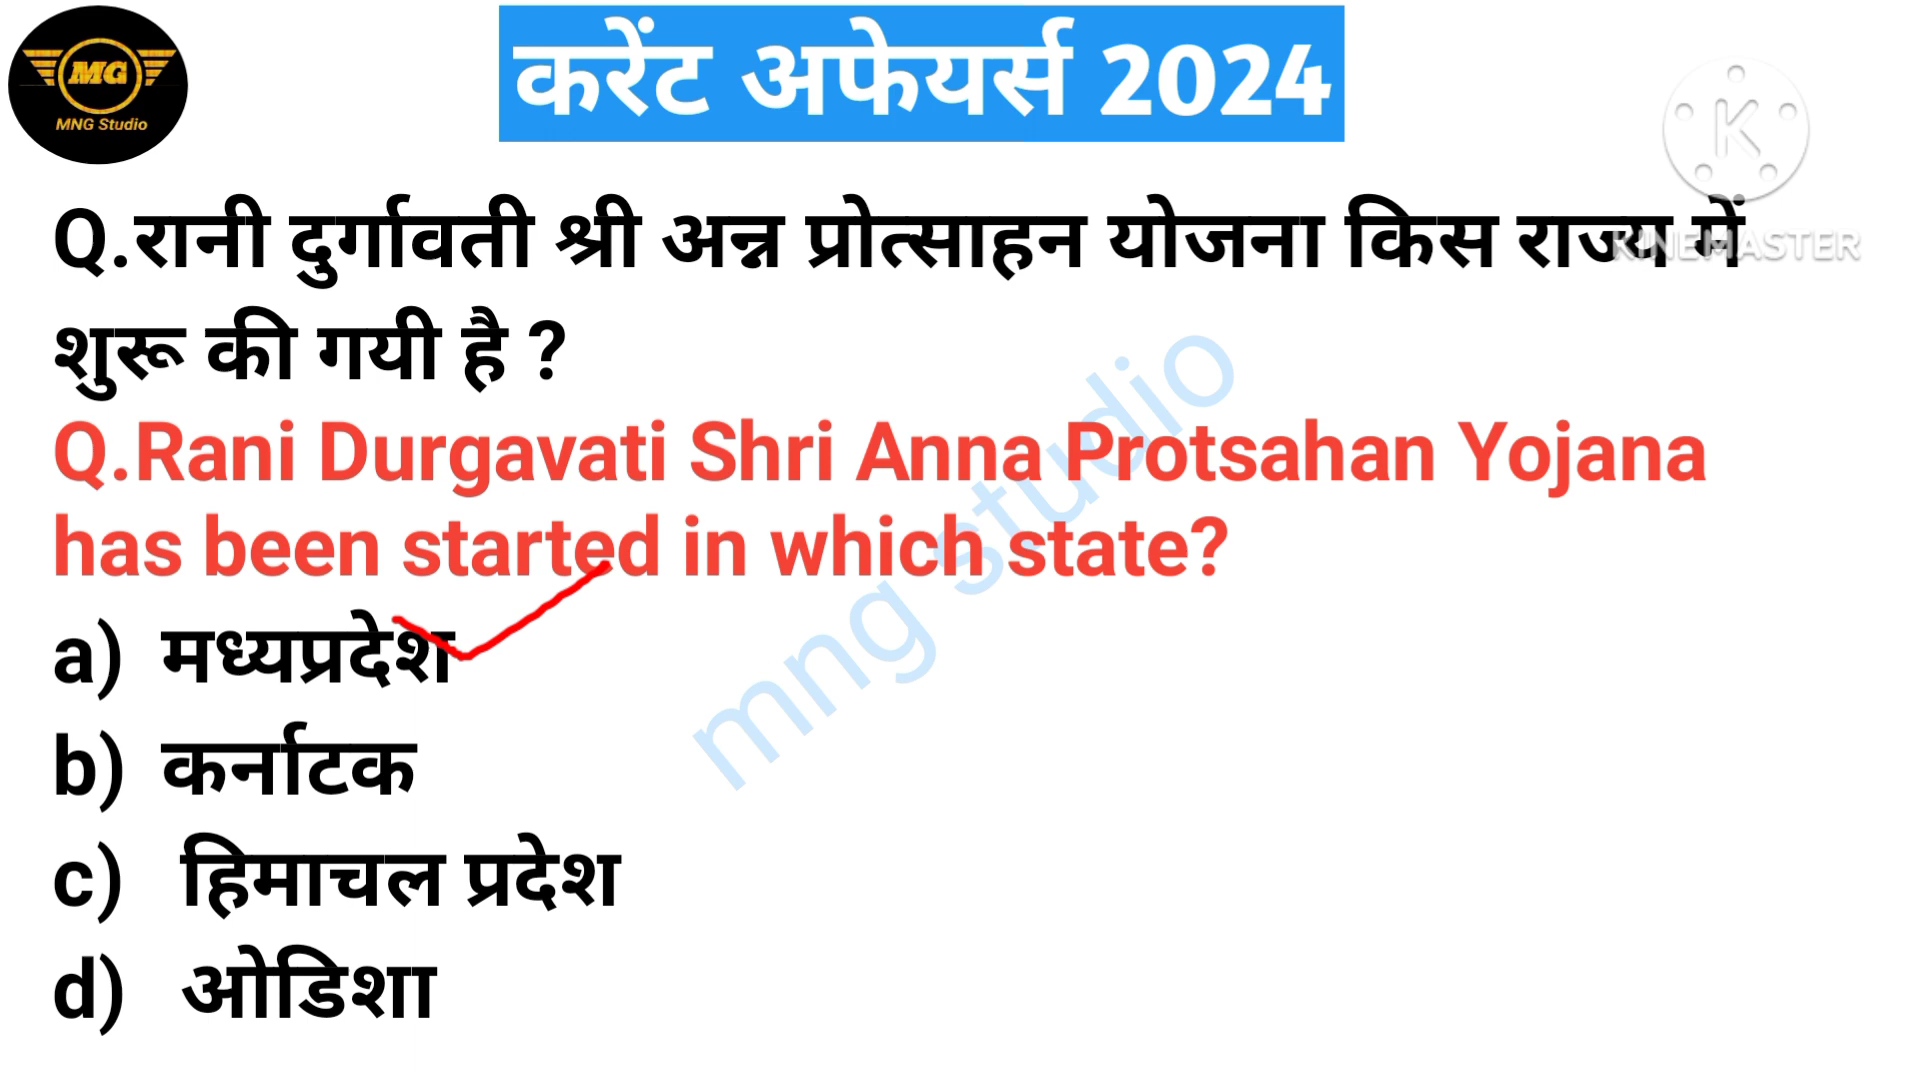 MG
MNG Studio
करेंट अफेयर्स 2024
K
KINEMASTER
Q.रानी दुर्गावती श्री अन्न प्रोत्साहन योजना किस राज्य में
शुरू की गयी है ?
Q.Rani Durgavati Shri Anna Protsahan Yojana
has been started in which state?
a) मध्यप्रदेश
b) कर्नाटक
c) हिमाचल प्रदेश
d) ओडिशा
mng studio